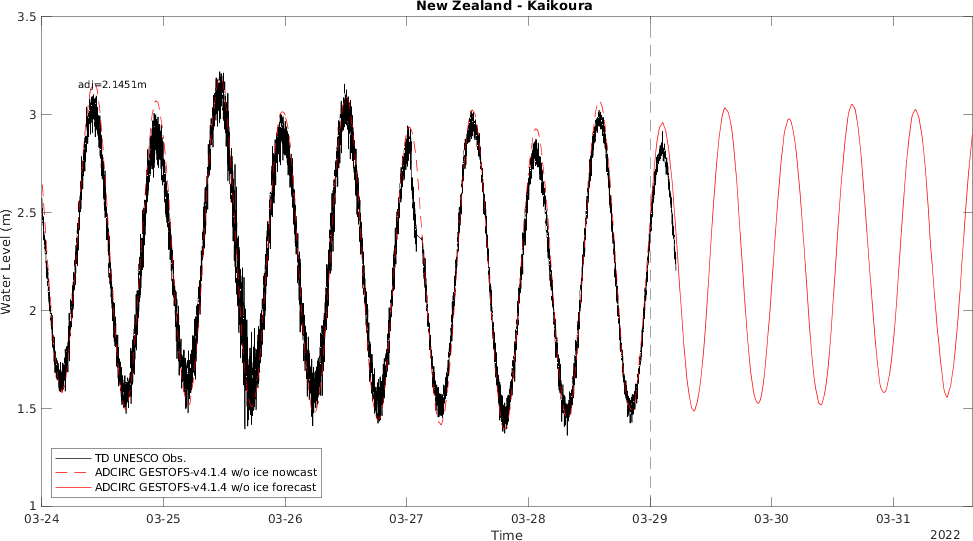 New Zealand - Kaikoura
3.5
3
2.5
2
1.5
1
Water Level (m)
adj=2.1451m
TD UNESCO Obs.
ADCIRC GESTOFS-v4.1.4 w/o ice nowcast
ADCIRC GESTOFS-v4.1.4 w/o ice forecast
03-24 03-25 03-26 03-27 03-28 03-29 03-30 03-31
Time
2022